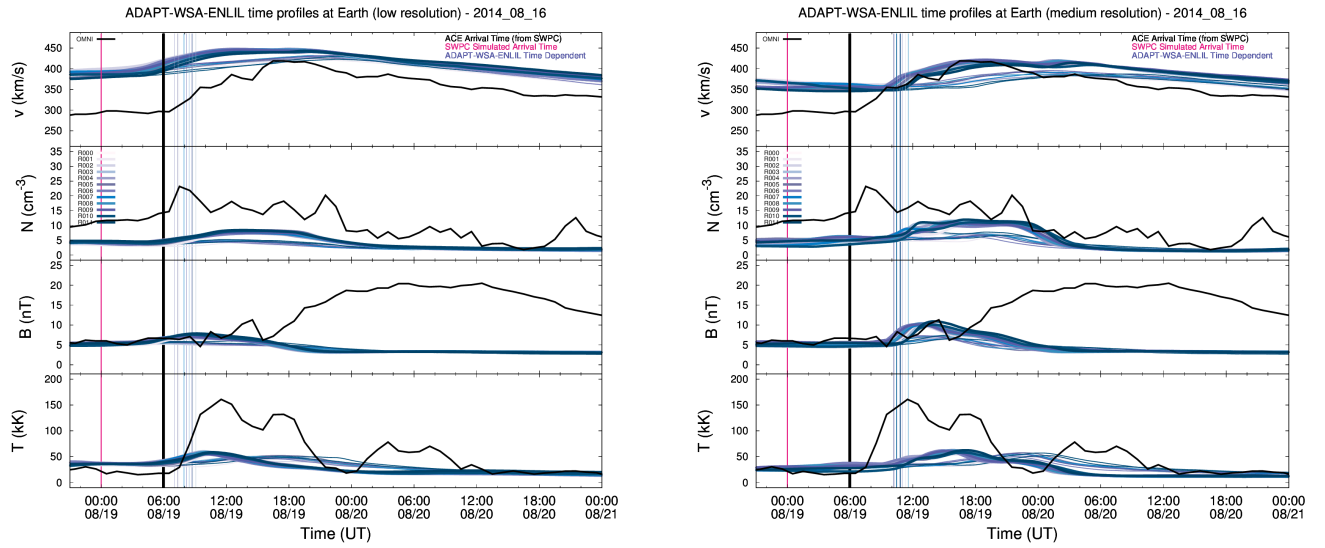 ADAPT-WSA-ENLIL time profiles at Earth (low resolution) - 2014_08_16
OMNI
ACE Arrival Time (from SWPC)
SWPC Simulated Arrival Time
ADAPT-WSA-ENLIL Time Dependent
450
400
350
300
250
v (km/s)
R000
R001
R002
R003
R004
R005
R006
R007
R008
R009
R010
35
30
25
20
15
10
5
0
N (cm-3)
25
20
15
10
5
0
B (nT)
200
150
100
50
0
T (kK)
00:00 06:00 12:00 18:00 00:00 06:00 12:00 18:00 00:00
08/19 08/19 08/19 08/19 08/20 08/20 08/20 08/20 08/21
Time (UT)
ADAPT-WSA-ENLIL time profiles at Earth (medium resolution) - 2014_08_16
OMNI
ACE Arrival Time (from SWPC)
SWPC Simulated Arrival Time
ADAPT-WSA-ENLIL Time Dependent
450
400
350
300
250
v (km/s)
R000
R001
R002
R003
R004
R005
R006
R007
R008
R009
R010
35
30
25
20
15
10
5
0
N (cm-3)
25
20
15
10
5
0
B (nT)
200
150
100
50
0
T (kK)
00:00 06:00 12:00 18:00 00:00 06:00 12:00 18:00 00:00
08/19 08/19 08/19 08/19 08/20 08/20 08/20 08/20 08/21
Time (UT)